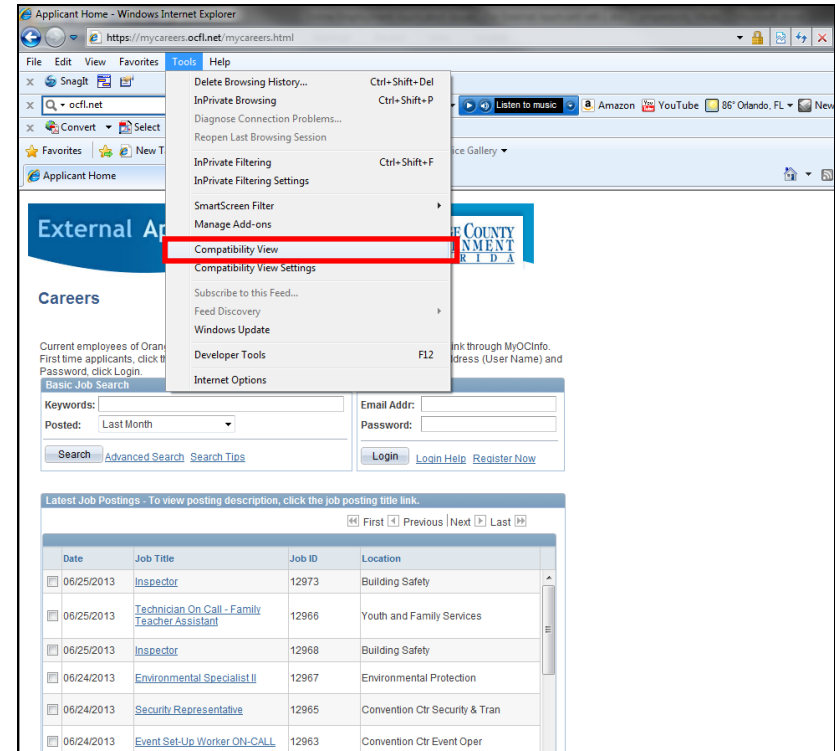 Applicant Home - Windows Internet Explorer
https://mycareers.ocfl.net/mycareers.html
File Edit View Favorites Tools Help
x SnagIt
x Q ocfl.net Listen to music Amazon YouTube 86° Orlando, FL New
x Convert Select
Favorites New T ice Gallery
Applicant Home
Delete Browsing History... Ctrl+Shift+Del
InPrivate Browsing Ctrl+Shift+P
Diagnose Connection Problems...
Reopen Last Browsing Session
InPrivate Filtering Ctrl+Shift+F
InPrivate Filtering Settings
SmartScreen Filter
Manage Add-ons
Compatibility View
Compatibility View Settings
Subscribe to this Feed...
Feed Discovery
Windows Update
Developer Tools F12
Internet Options
External Ap
E COUNTY
NMENT
R I D A
Careers
Current employees of Orang ink through MyOCInfo.
First time applicants, click th dress (User Name) and
Password, click Login.
Basic Job Search
Keywords: Email Addr:
Posted: Last Month Password:
Search Advanced Search Search Tips Login Login Help Register Now
Latest Job Postings - To view posting description, click the job posting title link.
First Previous Next Last
Date Job Title Job ID Location
06/25/2013 Inspector 12973 Building Safety
06/25/2013 Technician On Call - Family Teacher Assistant 12966 Youth and Family Services
06/25/2013 Inspector 12968 Building Safety
06/24/2013 Environmental Specialist II 12967 Environmental Protection
06/24/2013 Security Representative 12965 Convention Ctr Security & Tran
06/24/2013 Event Set-Up Worker ON-CALL 12963 Convention Ctr Event Oper